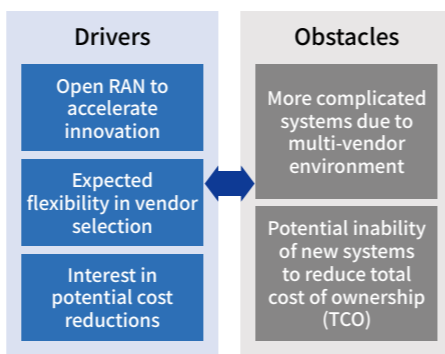 Drivers
Open RAN to
accelerate
innovation
Expected
flexibility in vendor
selection
Interest in
potential cost
reductions
Obstacles
More complicated
systems due to
multi-vendor
environment
Potential inability
of new systems
to reduce total
cost of ownership
(TCO)